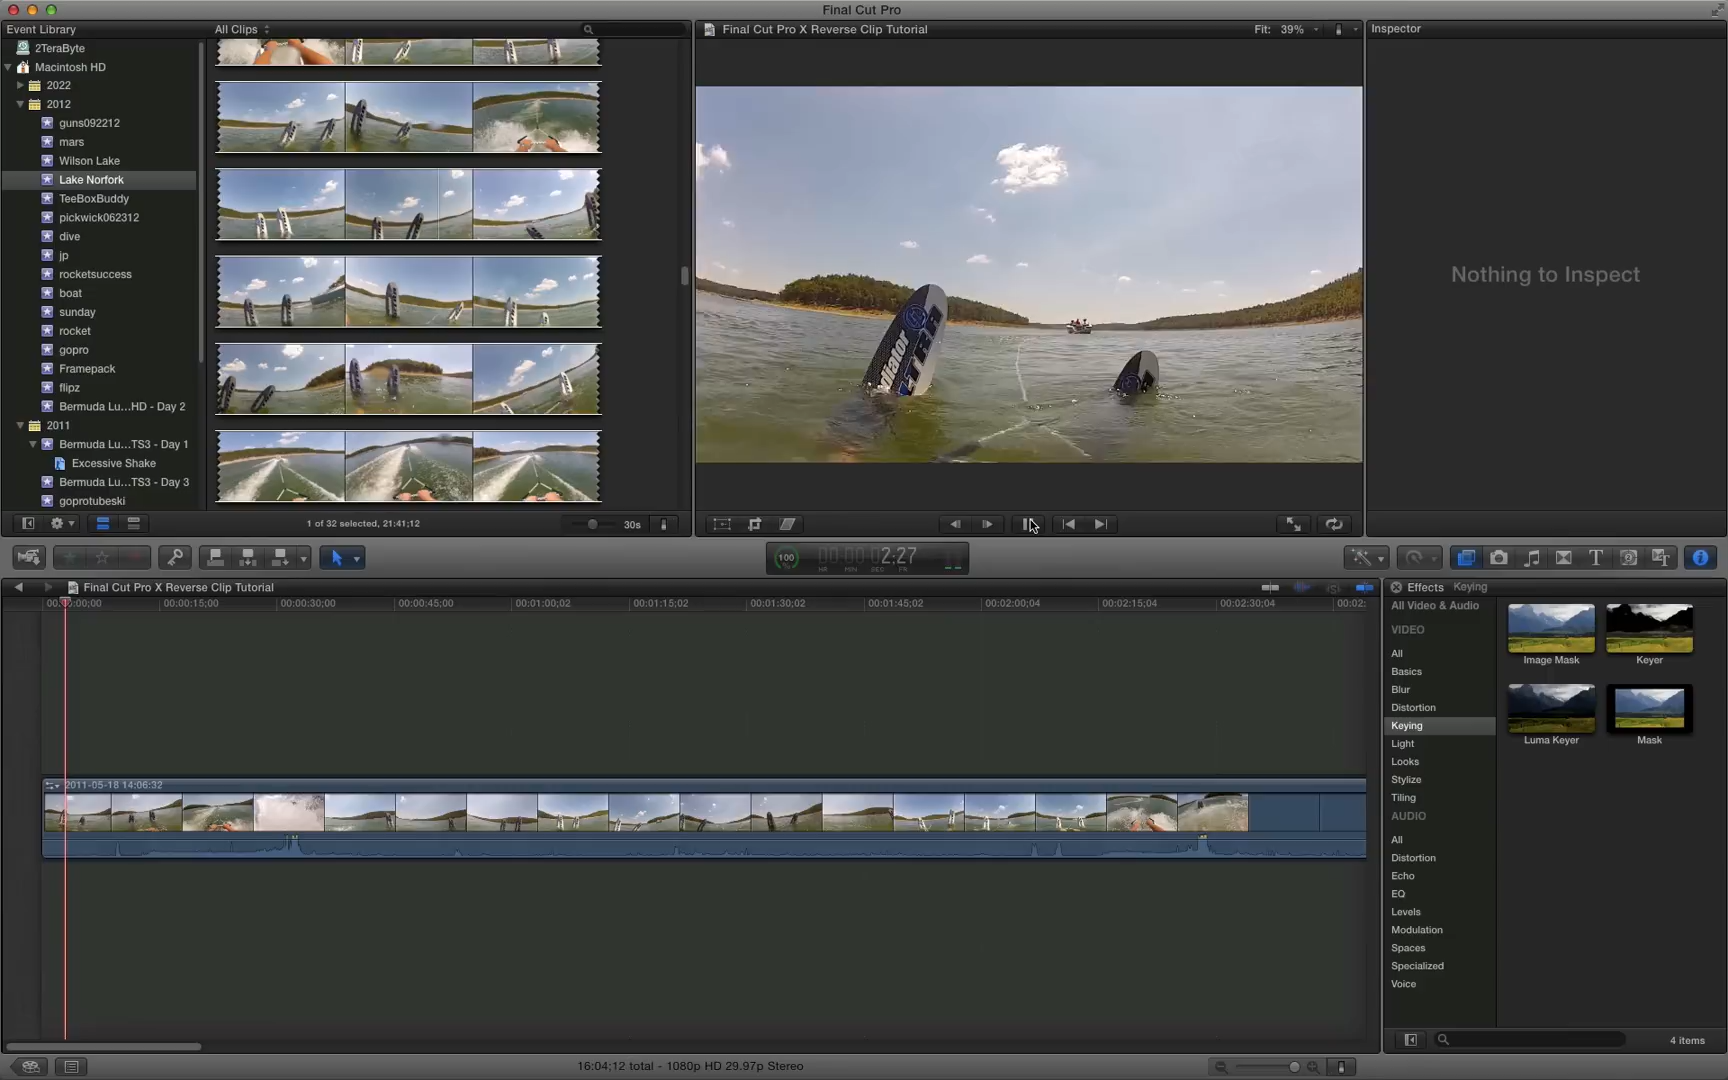 Final Cut Pro
Event Library
All Clips
Final Cut Pro X Reverse Clip Tutorial
Fit: 39%
Inspector
2TeraByte
Macintosh HD
2022
2012
guns092212
mars
Wilson Lake
Lake Norfork
TeeBoxBuddy
pickwick062312
dive
jp
rocketsuccess
boat
sunday
rocket
gopro
Framepack
flipz
Bermuda Lu...HD - Day 2
2011
Bermuda Lu...TS3 - Day 1
Excessive Shake
Bermuda Lu...TS3 - Day 3
goprotubeski
Nothing to Inspect
1 of 32 selected, 21:41;12
30s
100
00:00:02;27
HR MIN SEC FR
Final Cut Pro X Reverse Clip Tutorial
00:00:15;00
00:00:30;00
00:00:45;00
00:01:00;02
00:01:15;02
00:01:30;02
00:01:45;02
00:02:00;04
00:02:15;04
00:02:30;04
00:02:
2011-05-18 14:06:32
Effects
Keying
All Video & Audio
VIDEO
All
Basics
Blur
Distortion
Keying
Light
Looks
Stylize
Tiling
AUDIO
All
Distortion
Echo
EQ
Levels
Modulation
Spaces
Specialized
Voice
Image Mask
Keyer
Luma Keyer
Mask
4 items
16:04;12 total - 1080p HD 29.97p Stereo